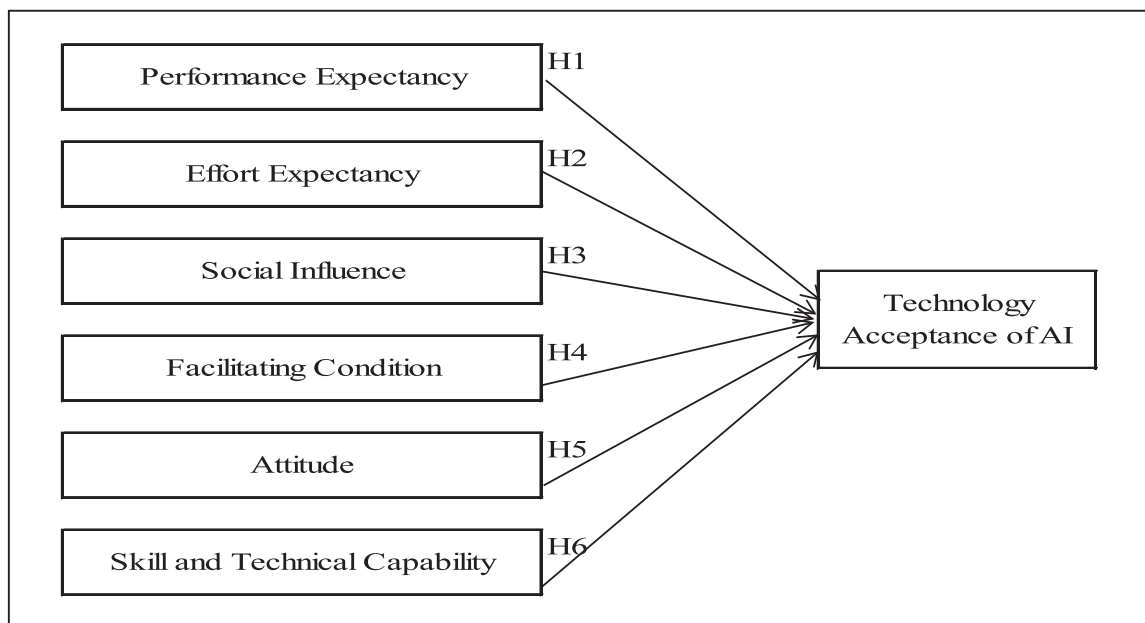 H1
Performance Expectancy
H2
Effort Expectancy
H3
Social Influence
Technology
Acceptance of AI
H4
Facilitating Condition
H5
Attitude
H6
Skill and Technical Capability